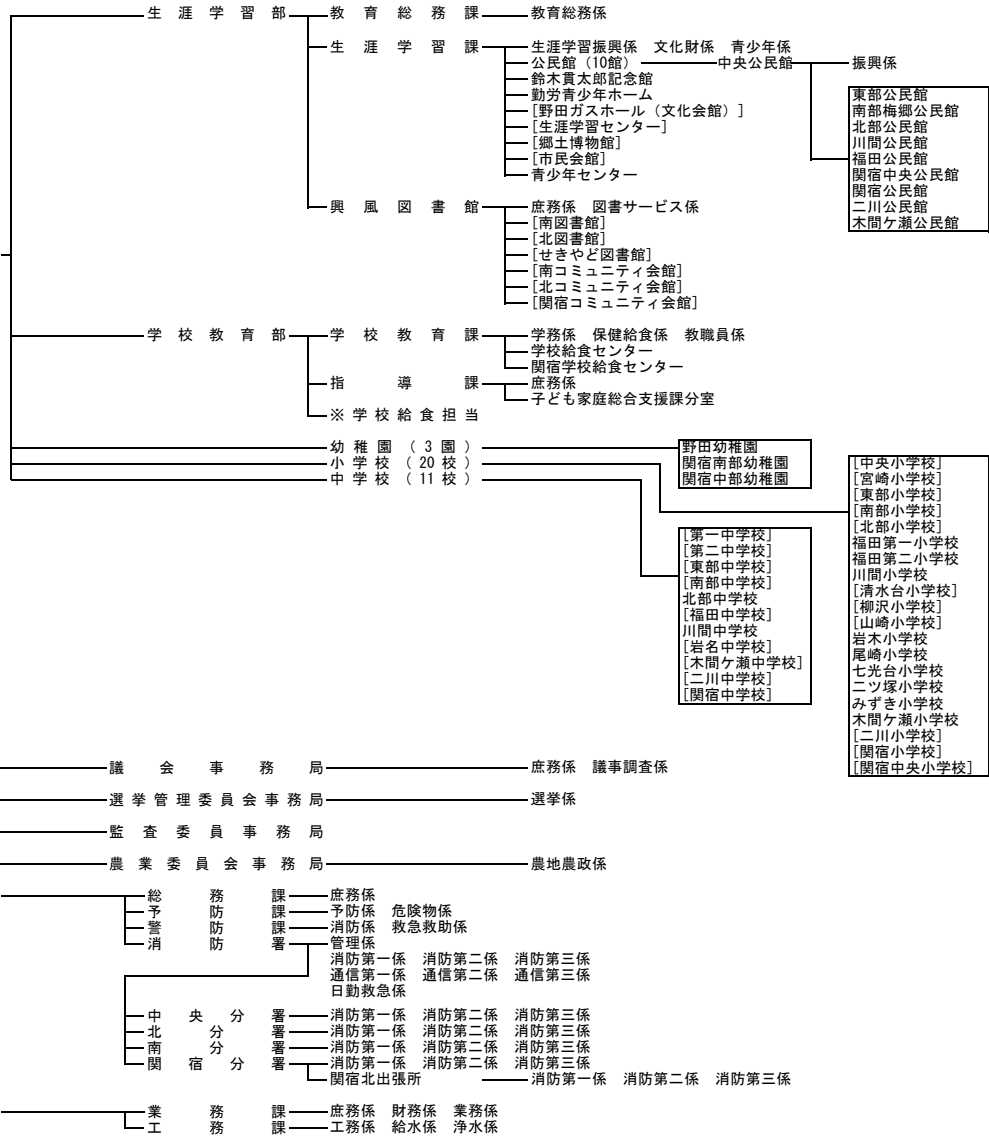 生涯学習部 教育総務課 教育総務係
生涯学習課 生涯学習振興係 文化財係 青少年係
公民館（10館） 中央公民館 振興係
鈴木貫太郎記念館
勤労青少年ホーム
[野田ガスホール（文化会館）]
[生涯学習センター]
[郷土博物館]
[市民会館]
青少年センター
東部公民館
南部梅郷公民館
北部公民館
川間公民館
福田公民館
関宿中央公民館
関宿公民館
二川公民館
木間ケ瀬公民館
興風図書館 庶務係 図書サービス係
[南図書館]
[北図書館]
[せきやど図書館]
[南コミュニティ会館]
[北コミュニティ会館]
[関宿コミュニティ会館]
学校教育部 学校教育課 学務係 保健給食係 教職員係
学校給食センター
関宿学校給食センター
指導課 庶務係
子ども家庭総合支援課分室
※学校給食担当
幼稚園（3園）
小学校（20校）
中学校（11校）
野田幼稚園
関宿南部幼稚園
関宿中部幼稚園
[中央小学校]
[宮崎小学校]
[東部小学校]
[南部小学校]
[北部小学校]
福田第一小学校
福田第二小学校
川間小学校
[清水台小学校]
[柳沢小学校]
[山崎小学校]
岩木小学校
尾崎小学校
七光台小学校
二ツ塚小学校
みずき小学校
木間ケ瀬小学校
[二川小学校]
[関宿小学校]
[関宿中央小学校]
[第一中学校]
[第二中学校]
[東部中学校]
[南部中学校]
北部中学校
[福田中学校]
川間中学校
[岩名中学校]
[木間ケ瀬中学校]
[二川中学校]
[関宿中学校]
議会事務局 庶務係 議事調査係
選挙管理委員会事務局 選挙係
監査委員事務局
農業委員会事務局 農地農政係
総務課 庶務係
予防課 予防係 危険物係
警防課 消防係 救急救助係
消防署 管理係
消防第一係 消防第二係 消防第三係
通信第一係 通信第二係 通信第三係
日勤救急係
中央分署 消防第一係 消防第二係 消防第三係
北分署 消防第一係 消防第二係 消防第三係
南分署 消防第一係 消防第二係 消防第三係
関宿分署 消防第一係 消防第二係 消防第三係
関宿北出張所 消防第一係 消防第二係 消防第三係
業務課 庶務係 財務係 業務係
工務課 工務係 給水係 浄水係